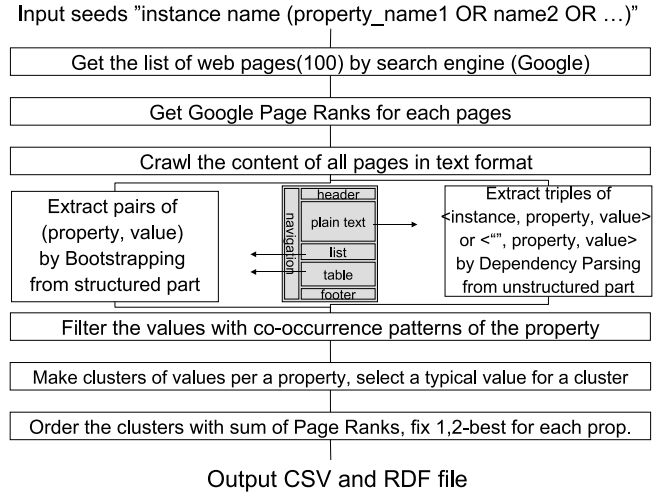 Input seeds ”instance name (property_name1 OR name2 OR …)”
Get the list of web pages(100) by search engine (Google)
Get Google Page Ranks for each pages
Crawl the content of all pages in text format
Extract pairs of
(property, value)
by Bootstrapping
from structured part
navigation
header
plain text
list
table
footer
Extract triples of
<instance, property, value>
or <“”, property, value>
by Dependency Parsing
from unstructured part
Filter the values with co-occurrence patterns of the property
Make clusters of values per a property, select a typical value for a cluster
Order the clusters with sum of Page Ranks, fix 1,2-best for each prop.
Output CSV and RDF file